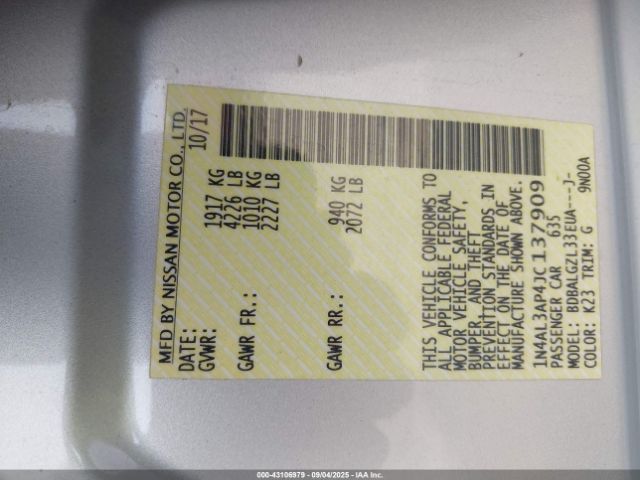 MFD BY NISSAN MOTOR CO., LTD.
DATE: 10/17
GVWR: 1917 KG
4226 LB
GAWR FR.: 1010 KG
2227 LB
GAWR RR.: 940 KG
2072 LB
THIS VEHICLE CONFORMS TO
ALL APPLICABLE FEDERAL
MOTOR VEHICLE SAFETY,
BUMPER, AND THEFT
PREVENTION STANDARDS IN
EFFECT ON THE DATE OF
MANUFACTURE SHOWN ABOVE.
1N4AL3AP4JC137909
PASSENGER CAR 635
MODEL: BDBALGZL33EUA---J-
COLOR: K23 TRIM: G 9N00A
000-43106979 - 09/04/2025 - IAA Inc.